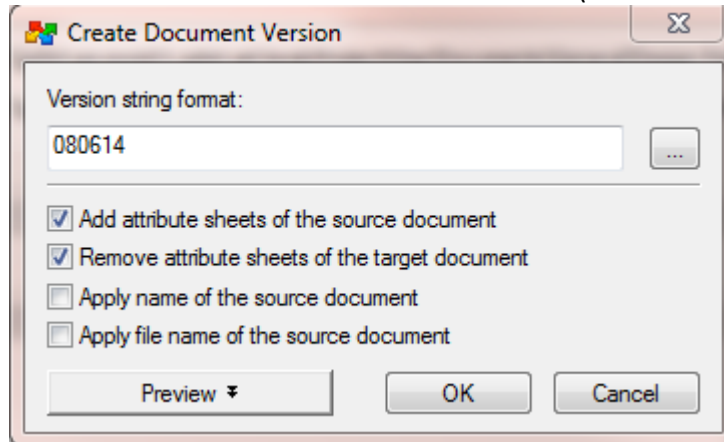 Create Document Version
Version string format:
080614
...
Add attribute sheets of the source document
Remove attribute sheets of the target document
Apply name of the source document
Apply file name of the source document
Preview
OK
Cancel